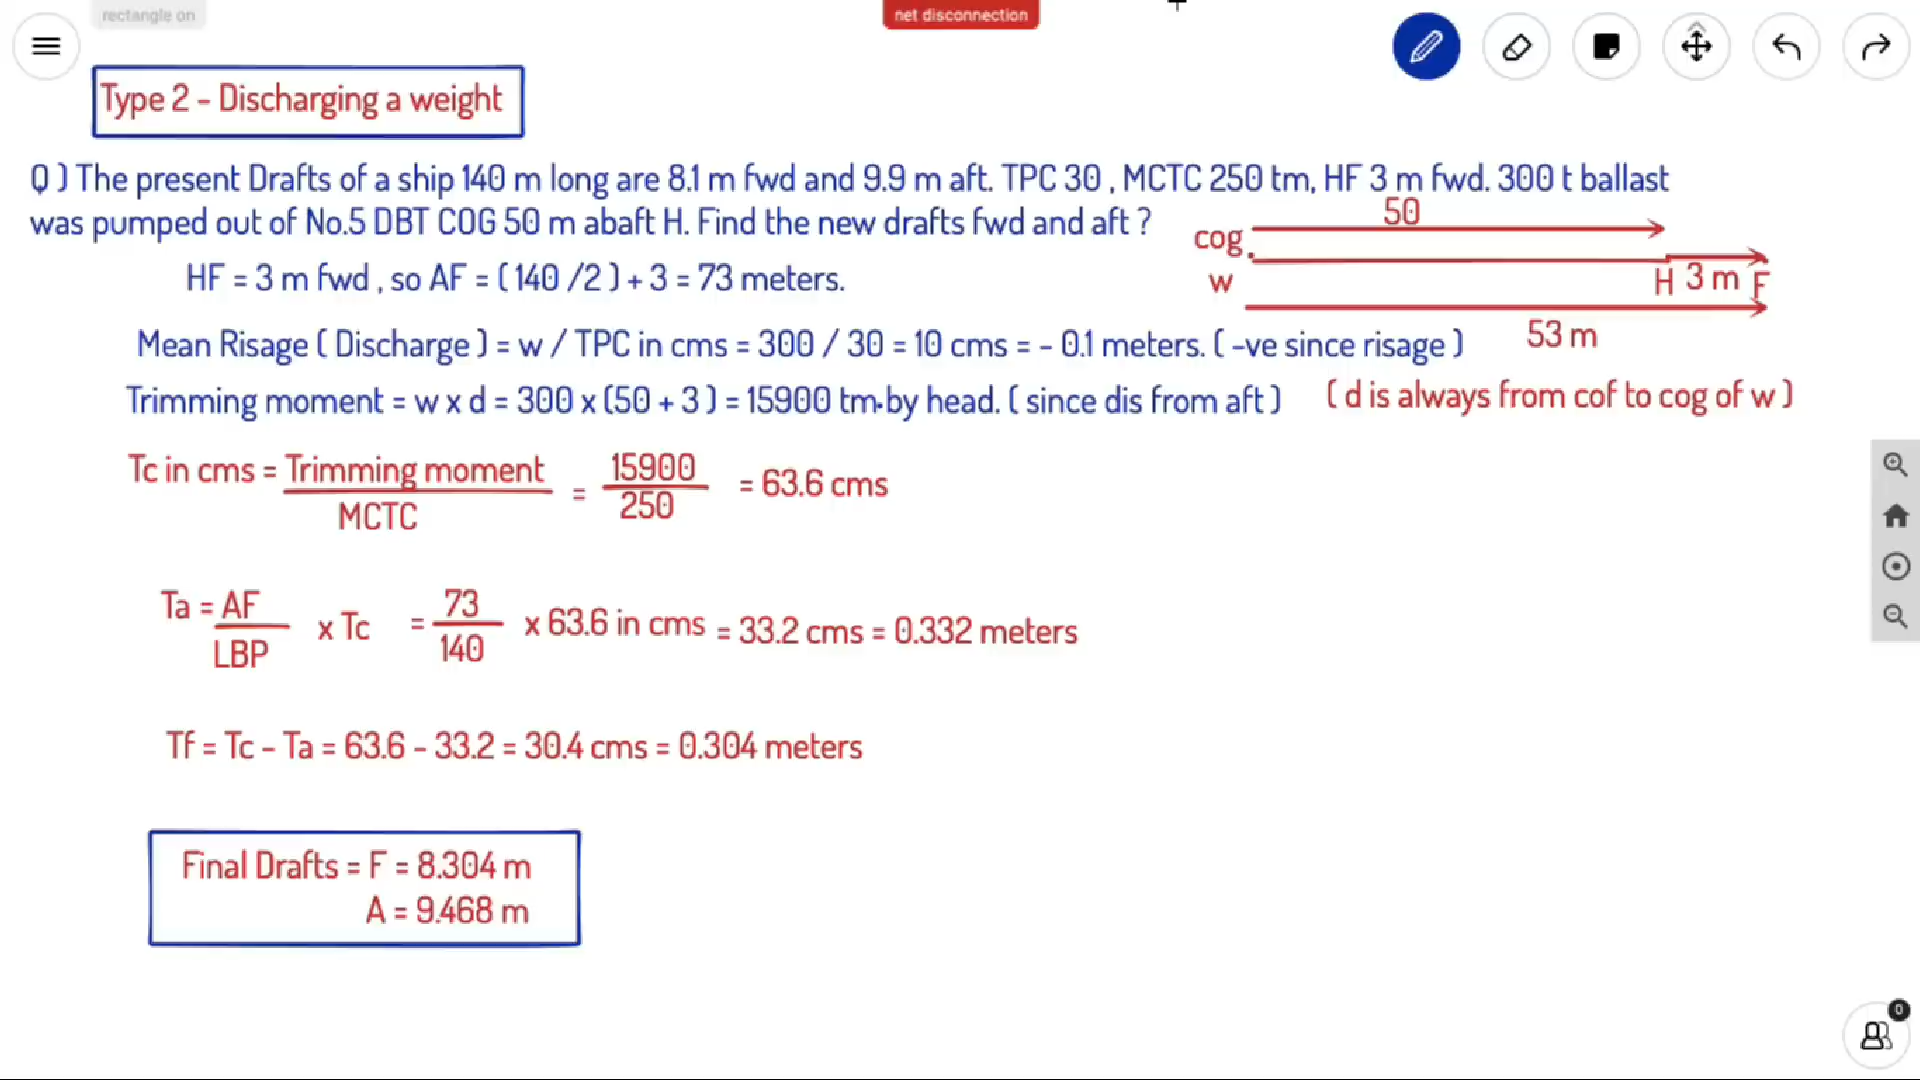 rectangle on
net disconnection
Type 2 - Discharging a weight
Q ) The present Drafts of a ship 140 m long are 8.1 m fwd and 9.9 m aft. TPC 30 , MCTC 250 tm, HF 3 m fwd. 300 t ballast
was pumped out of No.5 DBT COG 50 m abaft H. Find the new drafts fwd and aft ?
50
cog
w
H 3 m F
53 m
HF = 3 m fwd , so AF = ( 140 /2 ) + 3 = 73 meters.
Mean Risage ( Discharge ) = w / TPC in cms = 300 / 30 = 10 cms = - 0.1 meters. ( -ve since risage )
Trimming moment = w x d = 300 x (50 + 3 ) = 15900 tm.by head. ( since dis from aft )
( d is always from cof to cog of w )
Tc in cms = Trimming moment = 15900 = 63.6 cms
MCTC 250
Ta = AF x Tc = 73 x 63.6 in cms = 33.2 cms = 0.332 meters
LBP 140
Tf = Tc - Ta = 63.6 - 33.2 = 30.4 cms = 0.304 meters
Final Drafts = F = 8.304 m
A = 9.468 m
0